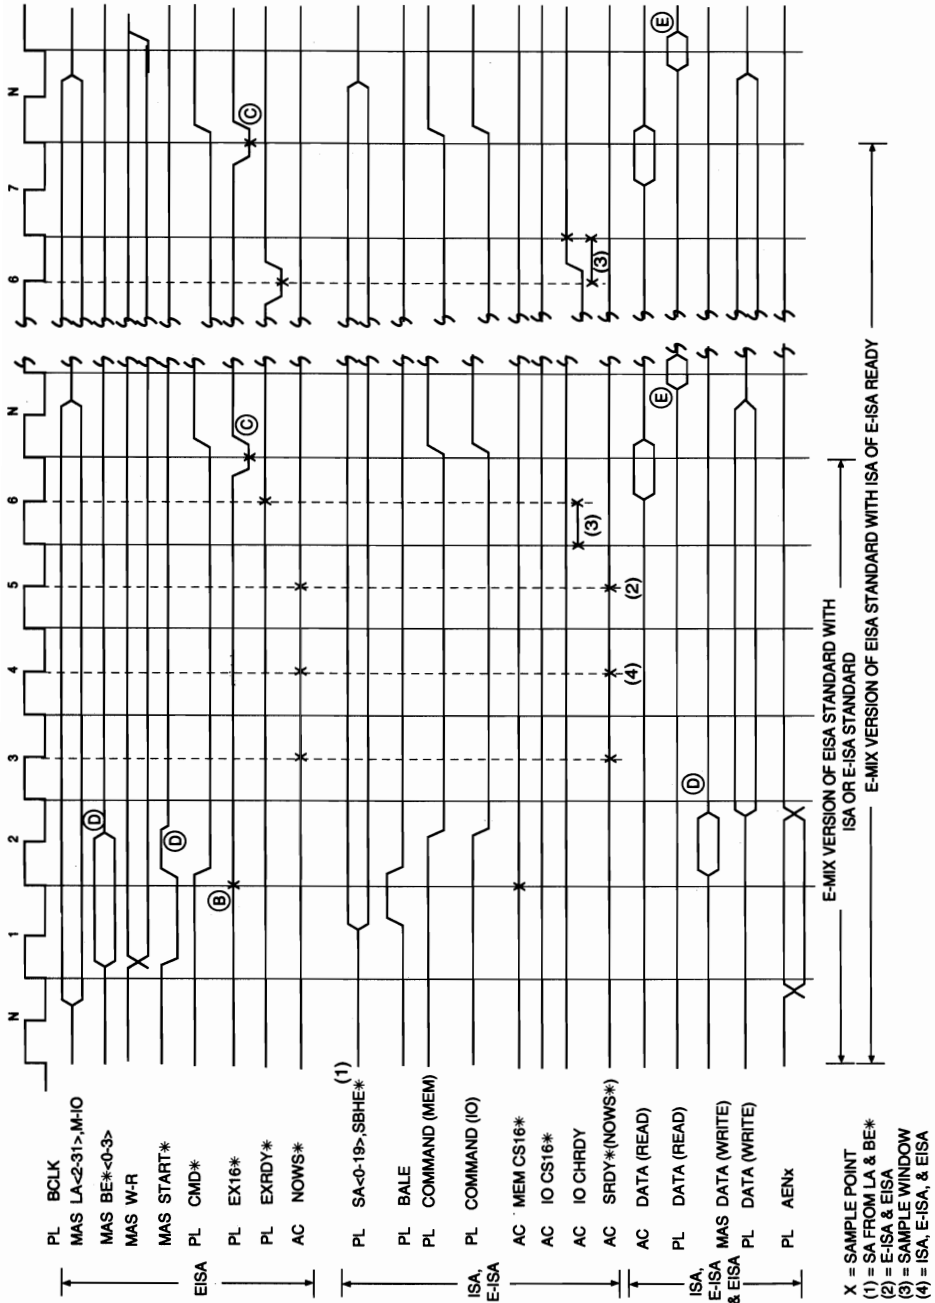 N 1 2 3 4 5 6 N 6 7 N
PL BCLK
MAS LA<2-31>,M-IO
MAS BE*<0-3> D
MAS W-R
MAS START* D
PL CMD*
PL EX16* B C C
PL EXRDY*
AC NOWS*
EISA
(1)
PL SA<0-19>,SBHE*
PL BALE
PL COMMAND (MEM)
PL COMMAND (IO)
AC MEM CS16*
AC IO CS16*
AC IO CHRDY (3) (3)
AC SRDY*(NOWS*) (4) (2)
ISA,
E-ISA
AC DATA (READ)
PL DATA (READ) D E E
MAS DATA (WRITE)
PL DATA (WRITE)
PL AENx
ISA,
E-ISA
& EISA
E-MIX VERSION OF EISA STANDARD WITH
ISA OR E-ISA STANDARD
E-MIX VERSION OF EISA STANDARD WITH ISA OF E-ISA READY
X = SAMPLE POINT
(1) = SA FROM LA & BE*
(2) = E-ISA & EISA
(3) = SAMPLE WINDOW
(4) = ISA, E-ISA, & EISA